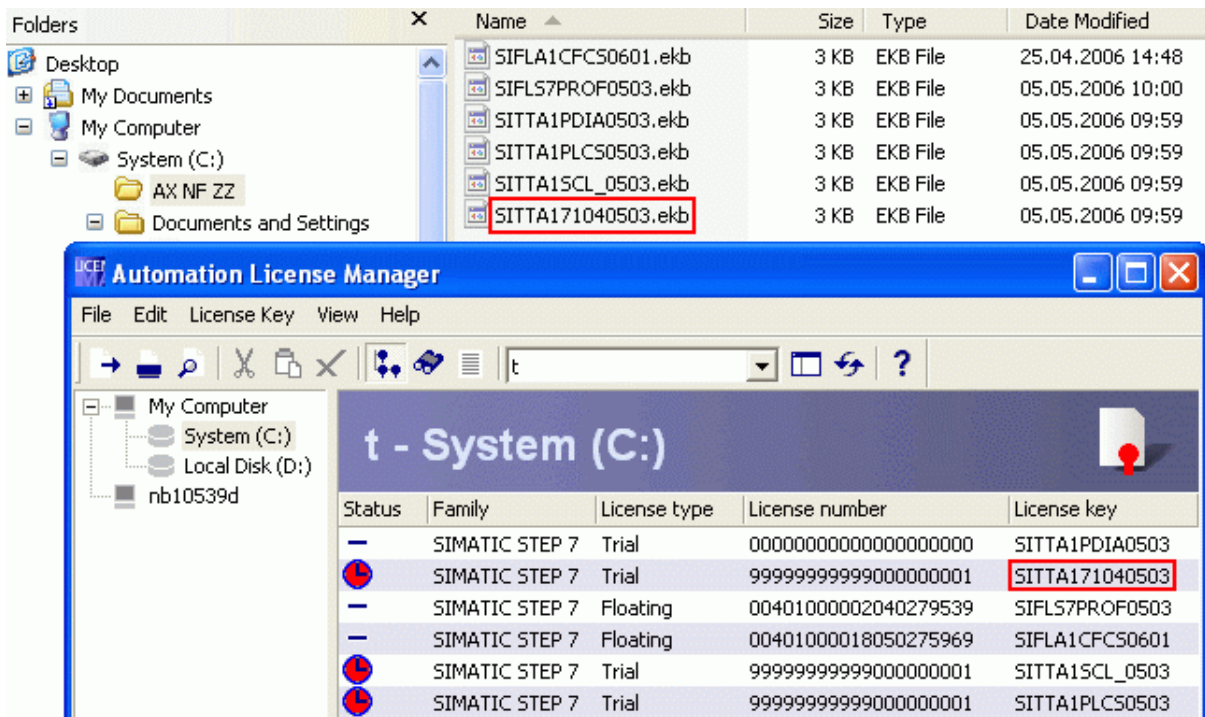 Folders
Name Size Type Date Modified
Desktop
SIFLA1CFCS0601.ekb 3 KB EKB File 25.04.2006 14:48
My Documents
SIFLS7PROF0503.ekb 3 KB EKB File 05.05.2006 10:00
My Computer
SITTA1PDIA0503.ekb 3 KB EKB File 05.05.2006 09:59
System (C:)
SITTA1PLCS0503.ekb 3 KB EKB File 05.05.2006 09:59
AX NF ZZ
SITTA1SCL_0503.ekb 3 KB EKB File 05.05.2006 09:59
Documents and Settings
SITTA171040503.ekb 3 KB EKB File 05.05.2006 09:59
Automation License Manager
File Edit License Key View Help
t
My Computer
System (C:)
Local Disk (D:)
nb10539d
t - System (C:)
Status Family License type License number License key
SIMATIC STEP 7 Trial 00000000000000000000 SITTA1PDIA0503
SIMATIC STEP 7 Trial 99999999999000000001 SITTA171040503
SIMATIC STEP 7 Floating 00401000002040279539 SIFLS7PROF0503
SIMATIC STEP 7 Floating 00401000018050275969 SIFLA1CFCS0601
SIMATIC STEP 7 Trial 99999999999000000001 SITTA1SCL_0503
SIMATIC STEP 7 Trial 99999999999000000001 SITTA1PLCS0503